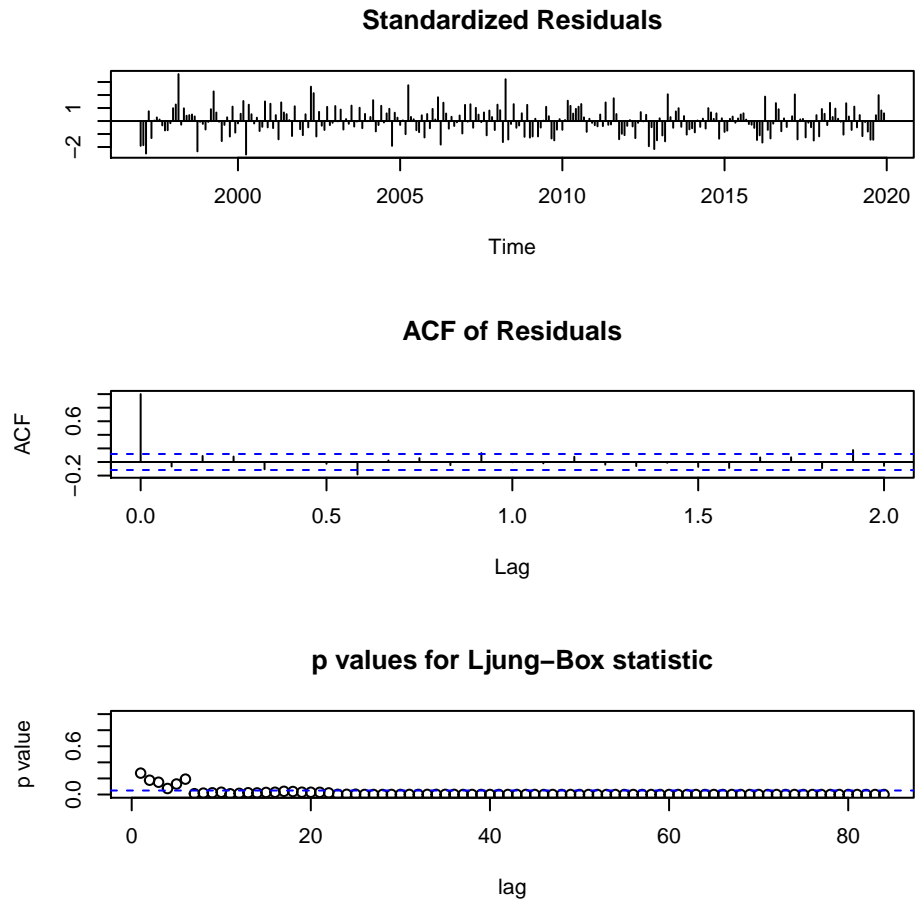 Standardized Residuals
1
−2
2000 2005 2010 2015 2020
Time
ACF of Residuals
ACF
0.6
−0.2
0.0 0.5 1.0 1.5 2.0
Lag
p values for Ljung−Box statistic
p value
0.6
0.0
0 20 40 60 80
lag